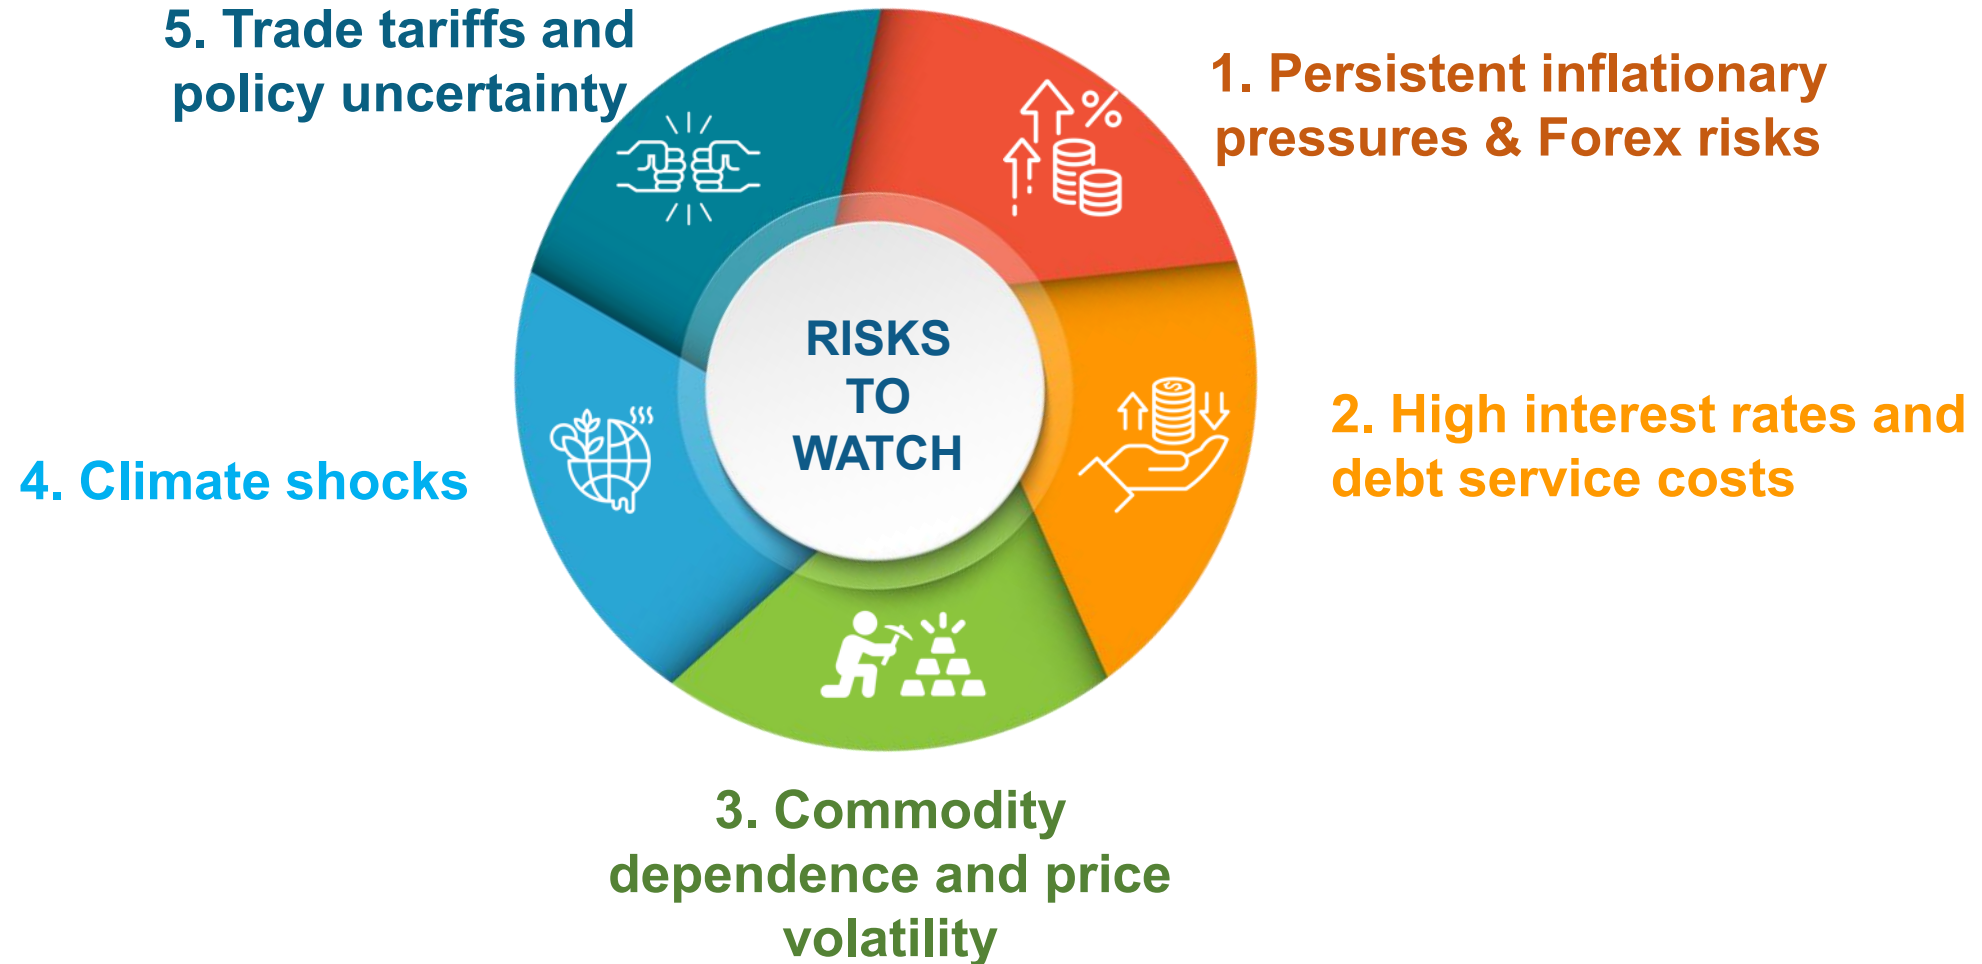 RISKS
TO
WATCH
1. Persistent inflationary
pressures & Forex risks
2. High interest rates and
debt service costs
3. Commodity
dependence and price
volatility
4. Climate shocks
5. Trade tariffs and
policy uncertainty